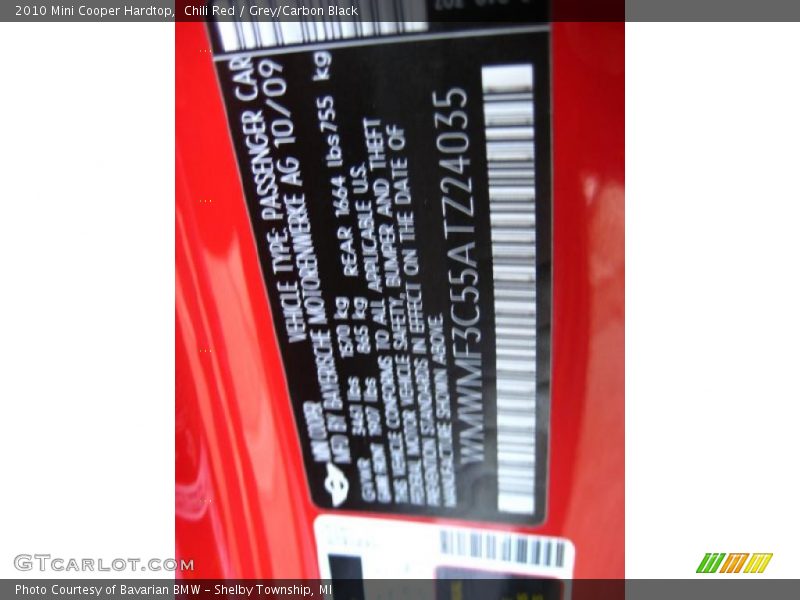 2010 Mini Cooper Hardtop,   Chili Red / Grey/Carbon Black
VEHICLE TYPE: PASSENGER CAR
MFD BY BAYERISCHE MOTORENWERKE AG 10/09
GVWR 3461 lbs 1570 kg REAR 1664 lbs 755 kg
1907 lbs 865 kg
THIS VEHICLE CONFORMS TO ALL APPLICABLE U.S.
FEDERAL MOTOR VEHICLE SAFETY, BUMPER AND THEFT
PREVENTION STANDARDS IN EFFECT ON THE DATE OF
MANUFACTURE SHOWN ABOVE.
WMWMF3C55ATZ24035
GTcarlot.com
Photo Courtesy of Bavarian BMW – Shelby Township, MI